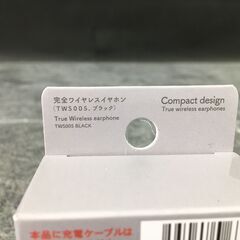 完全ワイヤレスイヤホン
（TWS005、ブラック）
True Wireless earphone
TWS005 BLACK
Compact design
True wireless earphones
本品に充電ケーブルは